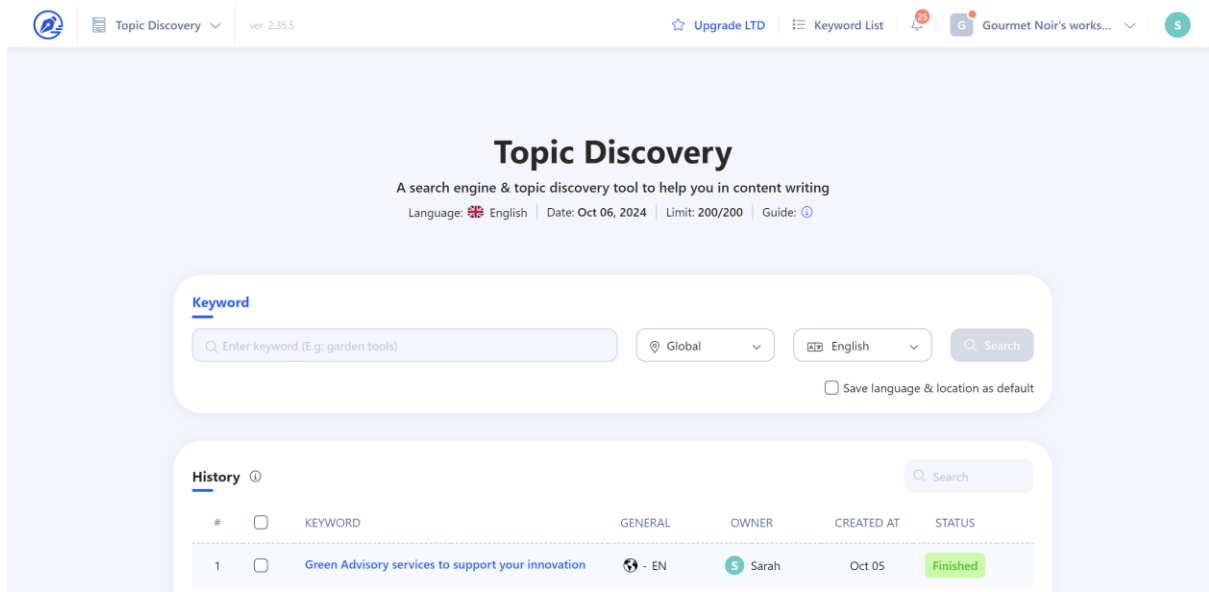 Topic Discovery ver. 2.35.5 Upgrade LTD Keyword List 25 G Gourmet Noir's works... S
Topic Discovery
A search engine & topic discovery tool to help you in content writing
Language: English Date: Oct 06, 2024 Limit: 200/200 Guide:
Keyword
Enter keyword (E.g: garden tools) Global English Search
Save language & location as default
History Search
# KEYWORD GENERAL OWNER CREATED AT STATUS
1 Green Advisory services to support your innovation - EN S Sarah Oct 05 Finished